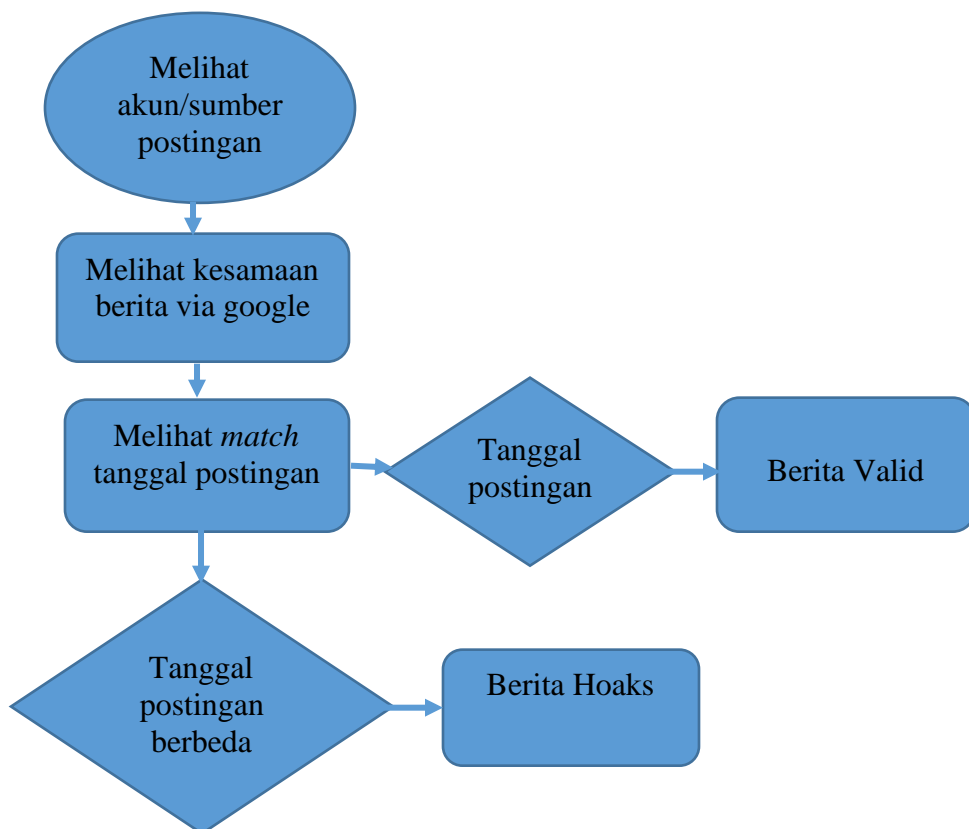 Melihat
akun/sumber
postingan
Melihat kesamaan
berita via google
Melihat match
tanggal postingan
Tanggal
postingan
Berita Valid
Tanggal
postingan
berbeda
Berita Hoaks